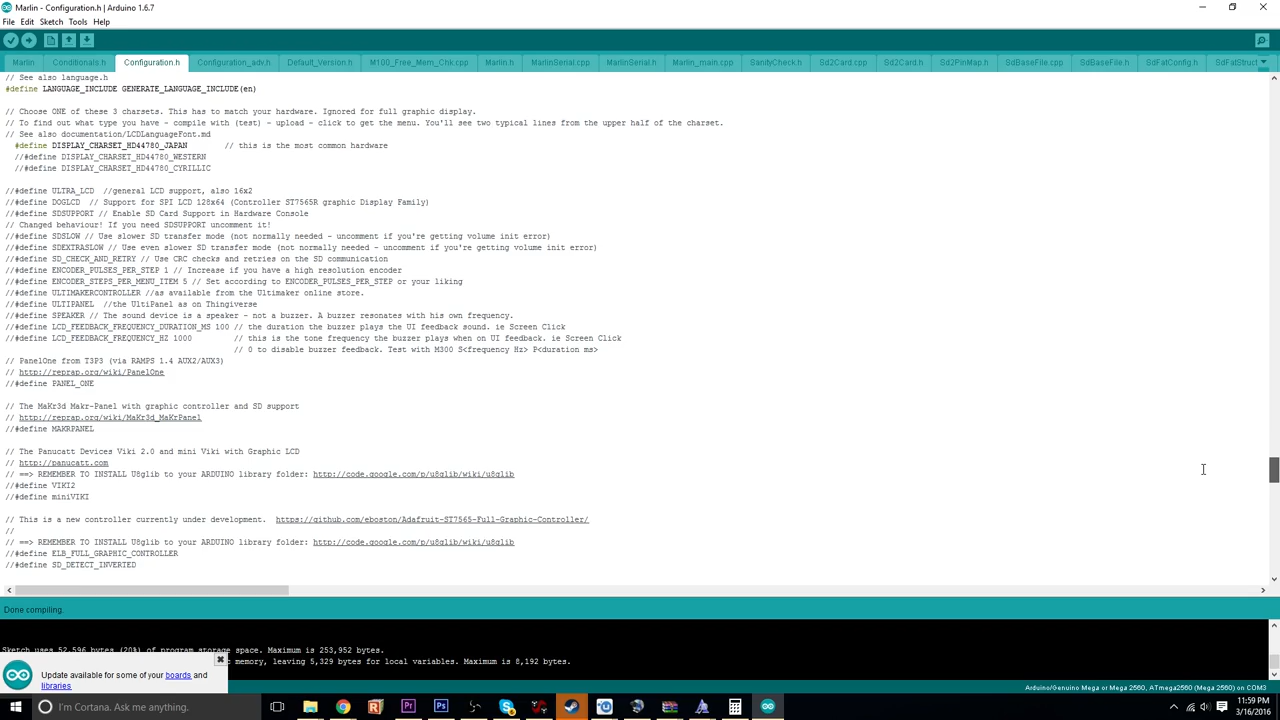 Marlin - Configuration.h | Arduino 1.6.7
File Edit Sketch Tools Help
Marlin Conditionals.h Configuration.h Configuration_adv.h Default_Version.h M100_Free_Mem_Chk.cpp Marlin.h MarlinSerial.cpp MarlinSerial.h Marlin_main.cpp SanityCheck.h Sd2Card.cpp Sd2Card.h Sd2PinMap.h SdBaseFile.cpp SdBaseFile.h SdFatConfig.h SdFatStruct
// See also language.h
#define LANGUAGE_INCLUDE GENERATE_LANGUAGE_INCLUDE(en)
// Choose ONE of these 3 charsets. This has to match your hardware. Ignored for full graphic display.
// To find out what type you have - compile with (test) - upload - click to get the menu. You'll see two typical lines from the upper half of the charset.
// See also documentation/LCDLanguageFont.md
#define DISPLAY_CHARSET_HD44780_JAPAN // this is the most common hardware
//#define DISPLAY_CHARSET_HD44780_WESTERN
//#define DISPLAY_CHARSET_HD44780_CYRILLIC
//#define ULTRA_LCD //general LCD support, also 16x2
//#define DOGLCD // Support for SPI LCD 128x64 (Controller ST7565R graphic Display Family)
//#define SDSUPPORT // Enable SD Card Support in Hardware Console
// Changed behaviour! If you need SDSUPPORT uncomment it!
//#define SDSLOW // Use slower SD transfer mode (not normally needed - uncomment if you're getting volume init error)
//#define SDEXTRASLOW // Use even slower SD transfer mode (not normally needed - uncomment if you're getting volume init error)
//#define SD_CHECK_AND_RETRY // Use CRC checks and retries on the SD communication
//#define ENCODER_PULSES_PER_STEP 1 // Increase if you have a high resolution encoder
//#define ENCODER_STEPS_PER_MENU_ITEM 5 // Set according to ENCODER_PULSES_PER_STEP or your liking
//#define ULTIMAKERCONTROLLER //as available from the Ultimaker online store.
//#define ULTIPANEL //the UltiPanel as on Thingiverse
//#define SPEAKER // The sound device is a speaker - not a buzzer. A buzzer resonates with his own frequency.
//#define LCD_FEEDBACK_FREQUENCY_DURATION_MS 100 // the duration the buzzer plays the UI feedback sound. ie Screen Click
//#define LCD_FEEDBACK_FREQUENCY_HZ 1000 // this is the tone frequency the buzzer plays when on UI feedback. ie Screen Click
// 0 to disable buzzer feedback. Test with M300 S<frequency Hz> P<duration ms>
// PanelOne from T3P3 (via RAMPS 1.4 AUX2/AUX3)
// http://reprap.org/wiki/PanelOne
//#define PANEL_ONE
// The MaKr3d Makr-Panel with graphic controller and SD support
// http://reprap.org/wiki/MaKr3d_MaKrPanel
//#define MAKRPANEL
// The Panucatt Devices Viki 2.0 and mini Viki with Graphic LCD
// http://panucatt.com
// ==> REMEMBER TO INSTALL U8glib to your ARDUINO library folder: http://code.google.com/p/u8glib/wiki/u8glib
//#define VIKI2
//#define miniVIKI
// This is a new controller currently under development. https://github.com/eboston/Adafruit-ST7565-Full-Graphic-Controller/
//
// ==> REMEMBER TO INSTALL U8glib to your ARDUINO library folder: http://code.google.com/p/u8glib/wiki/u8glib
//#define ELB_FULL_GRAPHIC_CONTROLLER
//#define SD_DETECT_INVERTED
Done compiling.
Sketch uses 52,596 bytes (20%) of program storage space. Maximum is 253,952 bytes.
memory, leaving 5,329 bytes for local variables. Maximum is 8,192 bytes.
Update available for some of your boards and
libraries
Arduino/Genuino Mega or Mega 2560, ATmega2560 (Mega 2560) on COM3
I'm Cortana. Ask me anything.
11:59 PM
3/16/2016